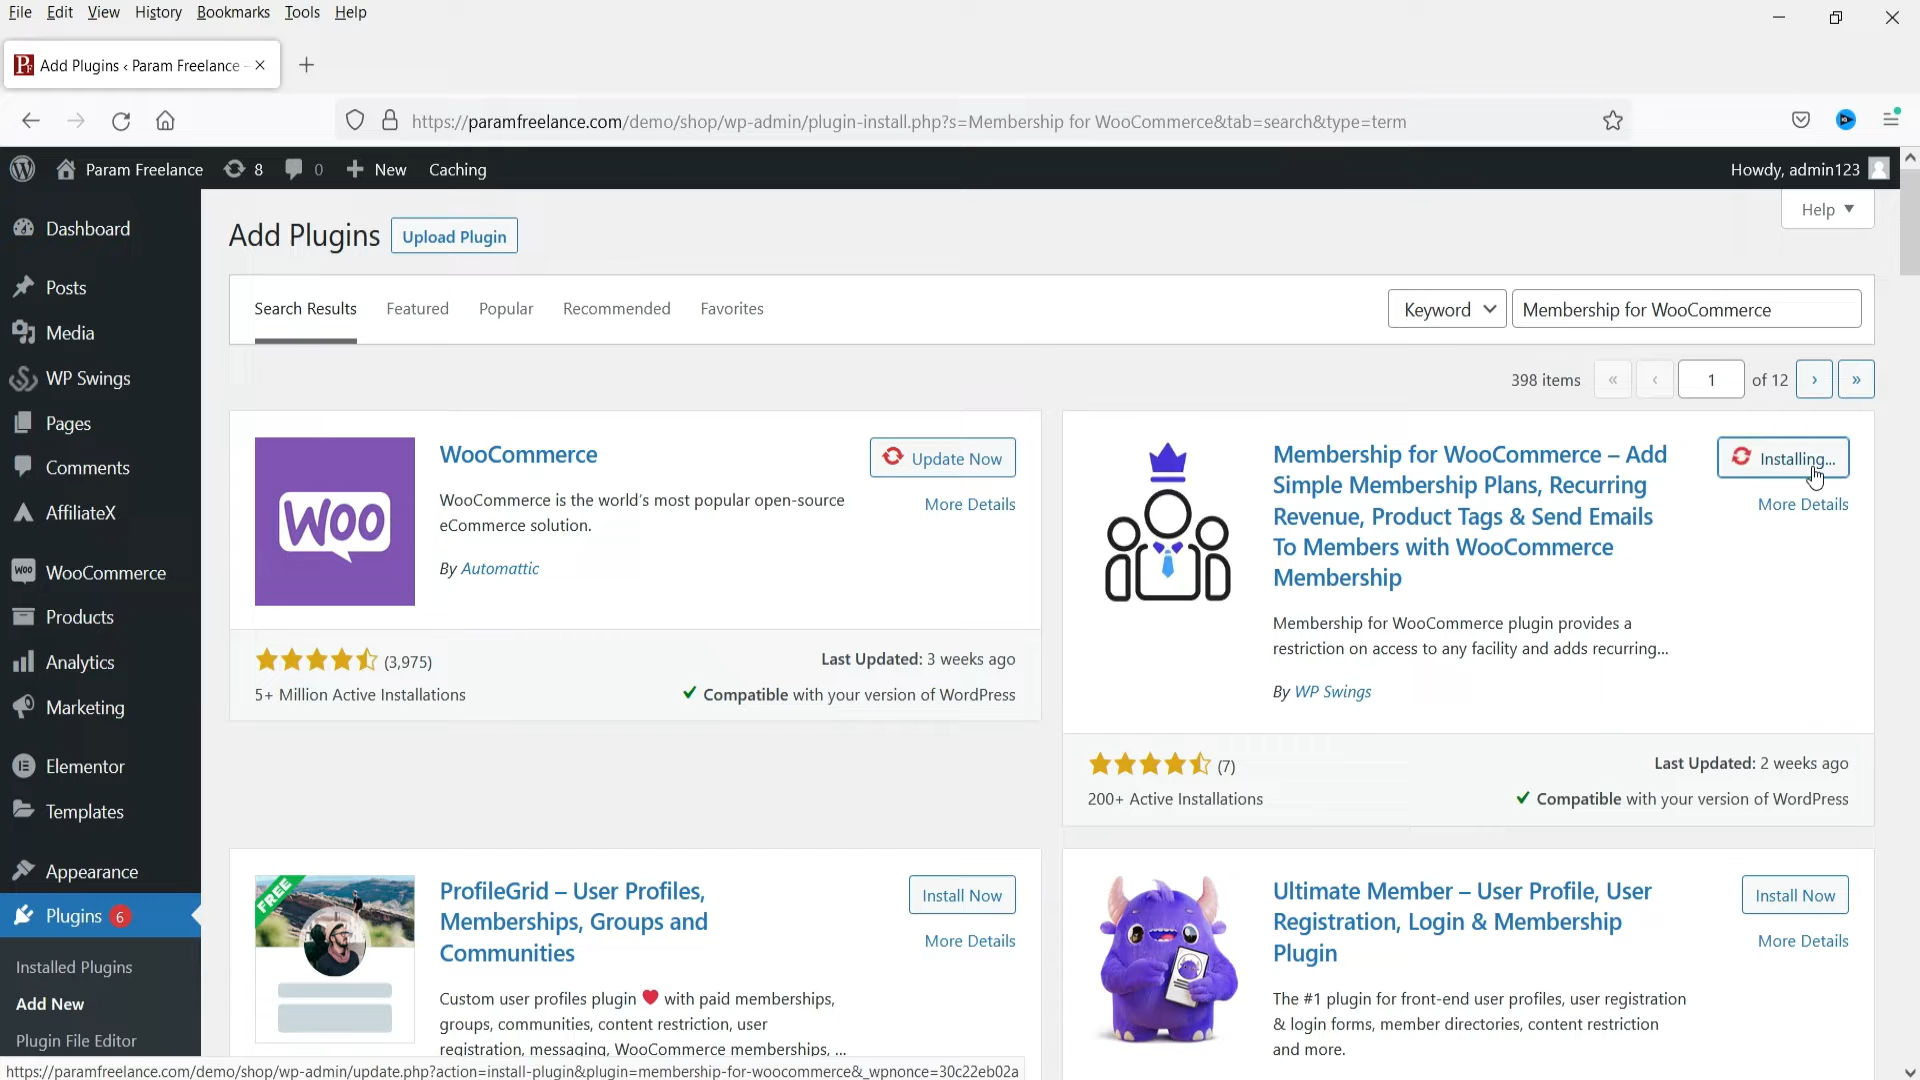 File Edit View History Bookmarks Tools Help
Add Plugins ‹ Param Freelance –
https://paramfreelance.com/demo/shop/wp-admin/plugin-install.php?s=Membership for WooCommerce&tab=search&type=term
Param Freelance 8 0 New Caching Howdy, admin123
Help
Dashboard
Posts
Media
WP Swings
Pages
Comments
AffiliateX
WooCommerce
Products
Analytics
Marketing
Elementor
Templates
Appearance
Plugins 6
Installed Plugins
Add New
Plugin File Editor
Add Plugins Upload Plugin
Search Results Featured Popular Recommended Favorites Keyword Membership for WooCommerce
398 items « ‹ 1 of 12 › »
WOO
WooCommerce
Update Now
More Details
WooCommerce is the world's most popular open-source
eCommerce solution.
By Automattic
(3,975)
5+ Million Active Installations
Last Updated: 3 weeks ago
Compatible with your version of WordPress
Membership for WooCommerce – Add
Simple Membership Plans, Recurring
Revenue, Product Tags & Send Emails
To Members with WooCommerce
Membership
Installing...
More Details
Membership for WooCommerce plugin provides a
restriction on access to any facility and adds recurring...
By WP Swings
(7)
200+ Active Installations
Last Updated: 2 weeks ago
Compatible with your version of WordPress
FREE
ProfileGrid – User Profiles,
Memberships, Groups and
Communities
Install Now
More Details
Custom user profiles plugin ❤ with paid memberships,
groups, communities, content restriction, user
registration, messaging, WooCommerce memberships, ...
Ultimate Member – User Profile, User
Registration, Login & Membership
Plugin
Install Now
More Details
The #1 plugin for front-end user profiles, user registration
& login forms, member directories, content restriction
and more.
https://paramfreelance.com/demo/shop/wp-admin/update.php?action=install-plugin&plugin=membership-for-woocommerce&_wpnonce=30c22eb02a